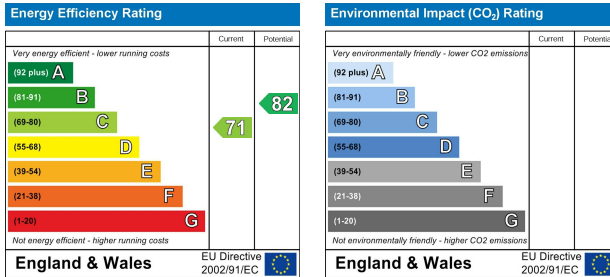 Energy Efficiency Rating
Current Potential
Very energy efficient - lower running costs
(92 plus) A
(81-91) B
82
(69-80) C
71
(55-68) D
(39-54) E
(21-38) F
(1-20) G
Not energy efficient - higher running costs
England & Wales
EU Directive
2002/91/EC
Environmental Impact (CO₂) Rating
Current Potential
Very environmentally friendly - lower CO2 emissions
(92 plus) A
(81-91) B
(69-80) C
(55-68) D
(39-54) E
(21-38) F
(1-20) G
Not environmentally friendly - higher CO2 emissions
England & Wales
EU Directive
2002/91/EC